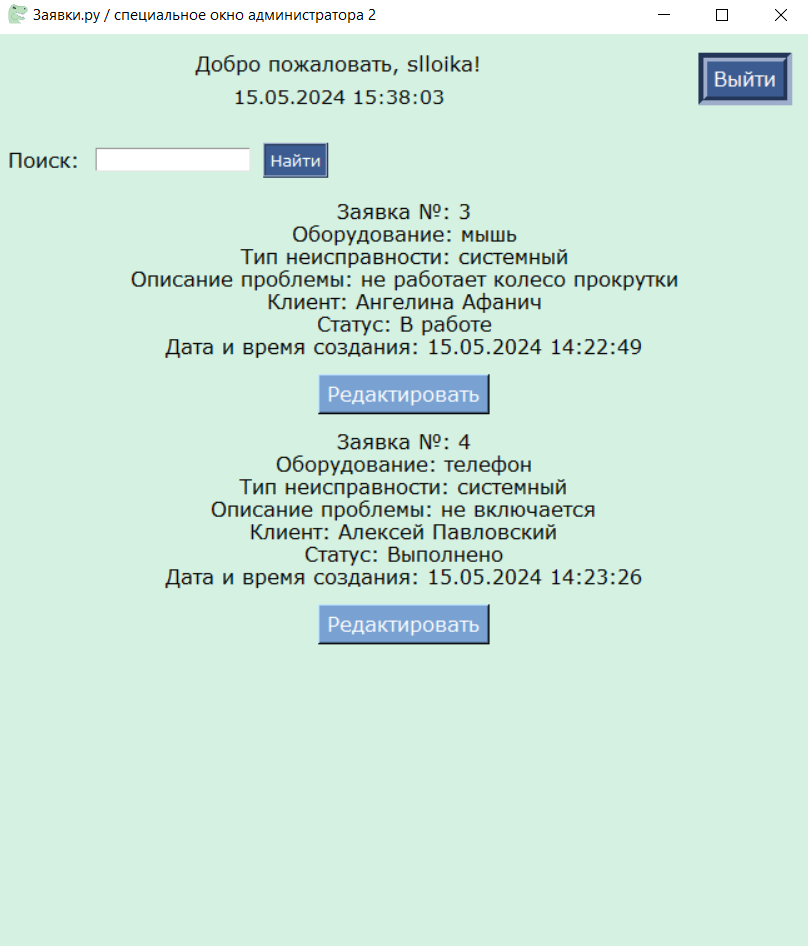 Заявки.ру / специальное окно администратора 2
Добро пожаловать, slloika!
15.05.2024 15:38:03
Выйти
Поиск:
Найти
Заявка №: 3
Оборудование: мышь
Тип неисправности: системный
Описание проблемы: не работает колесо прокрутки
Клиент: Ангелина Афанич
Статус: В работе
Дата и время создания: 15.05.2024 14:22:49
Редактировать
Заявка №: 4
Оборудование: телефон
Тип неисправности: системный
Описание проблемы: не включается
Клиент: Алексей Павловский
Статус: Выполнено
Дата и время создания: 15.05.2024 14:23:26
Редактировать